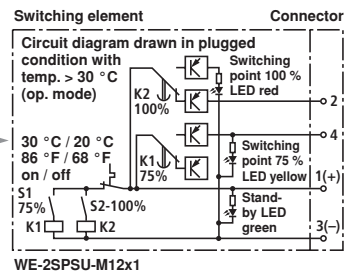 Switching element Connector
Circuit diagram drawn in plugged
condition with
temp. > 30 °C
(op. mode)
Switching
point 100 %
LED red
K2
100%
2
4
30 °C / 20 °C
86 °F / 68 °F
on / off
K1
75%
Switching
point 75 %
LED yellow
1(+)
S1
75%
S2-100%
Stand-
by LED
green
K1 K2
3(–)
WE-2SPSU-M12x1